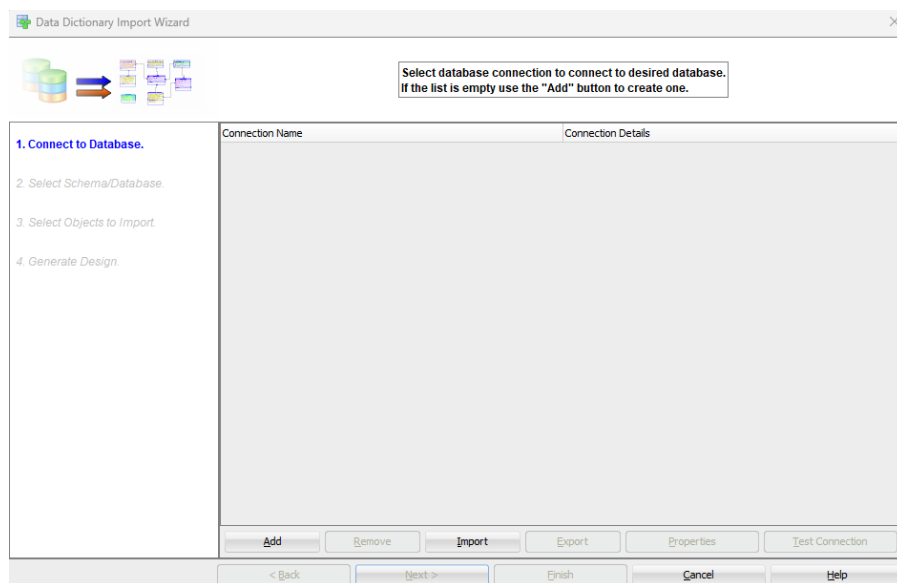 Data Dictionary Import Wizard
Select database connection to connect to desired database.
If the list is empty use the "Add" button to create one.
1. Connect to Database.
2. Select Schema/Database.
3. Select Objects to Import.
4. Generate Design.
Connection Name
Connection Details
Add
Remove
Import
Export
Properties
Test Connection
< Back
Next >
Finish
Cancel
Help